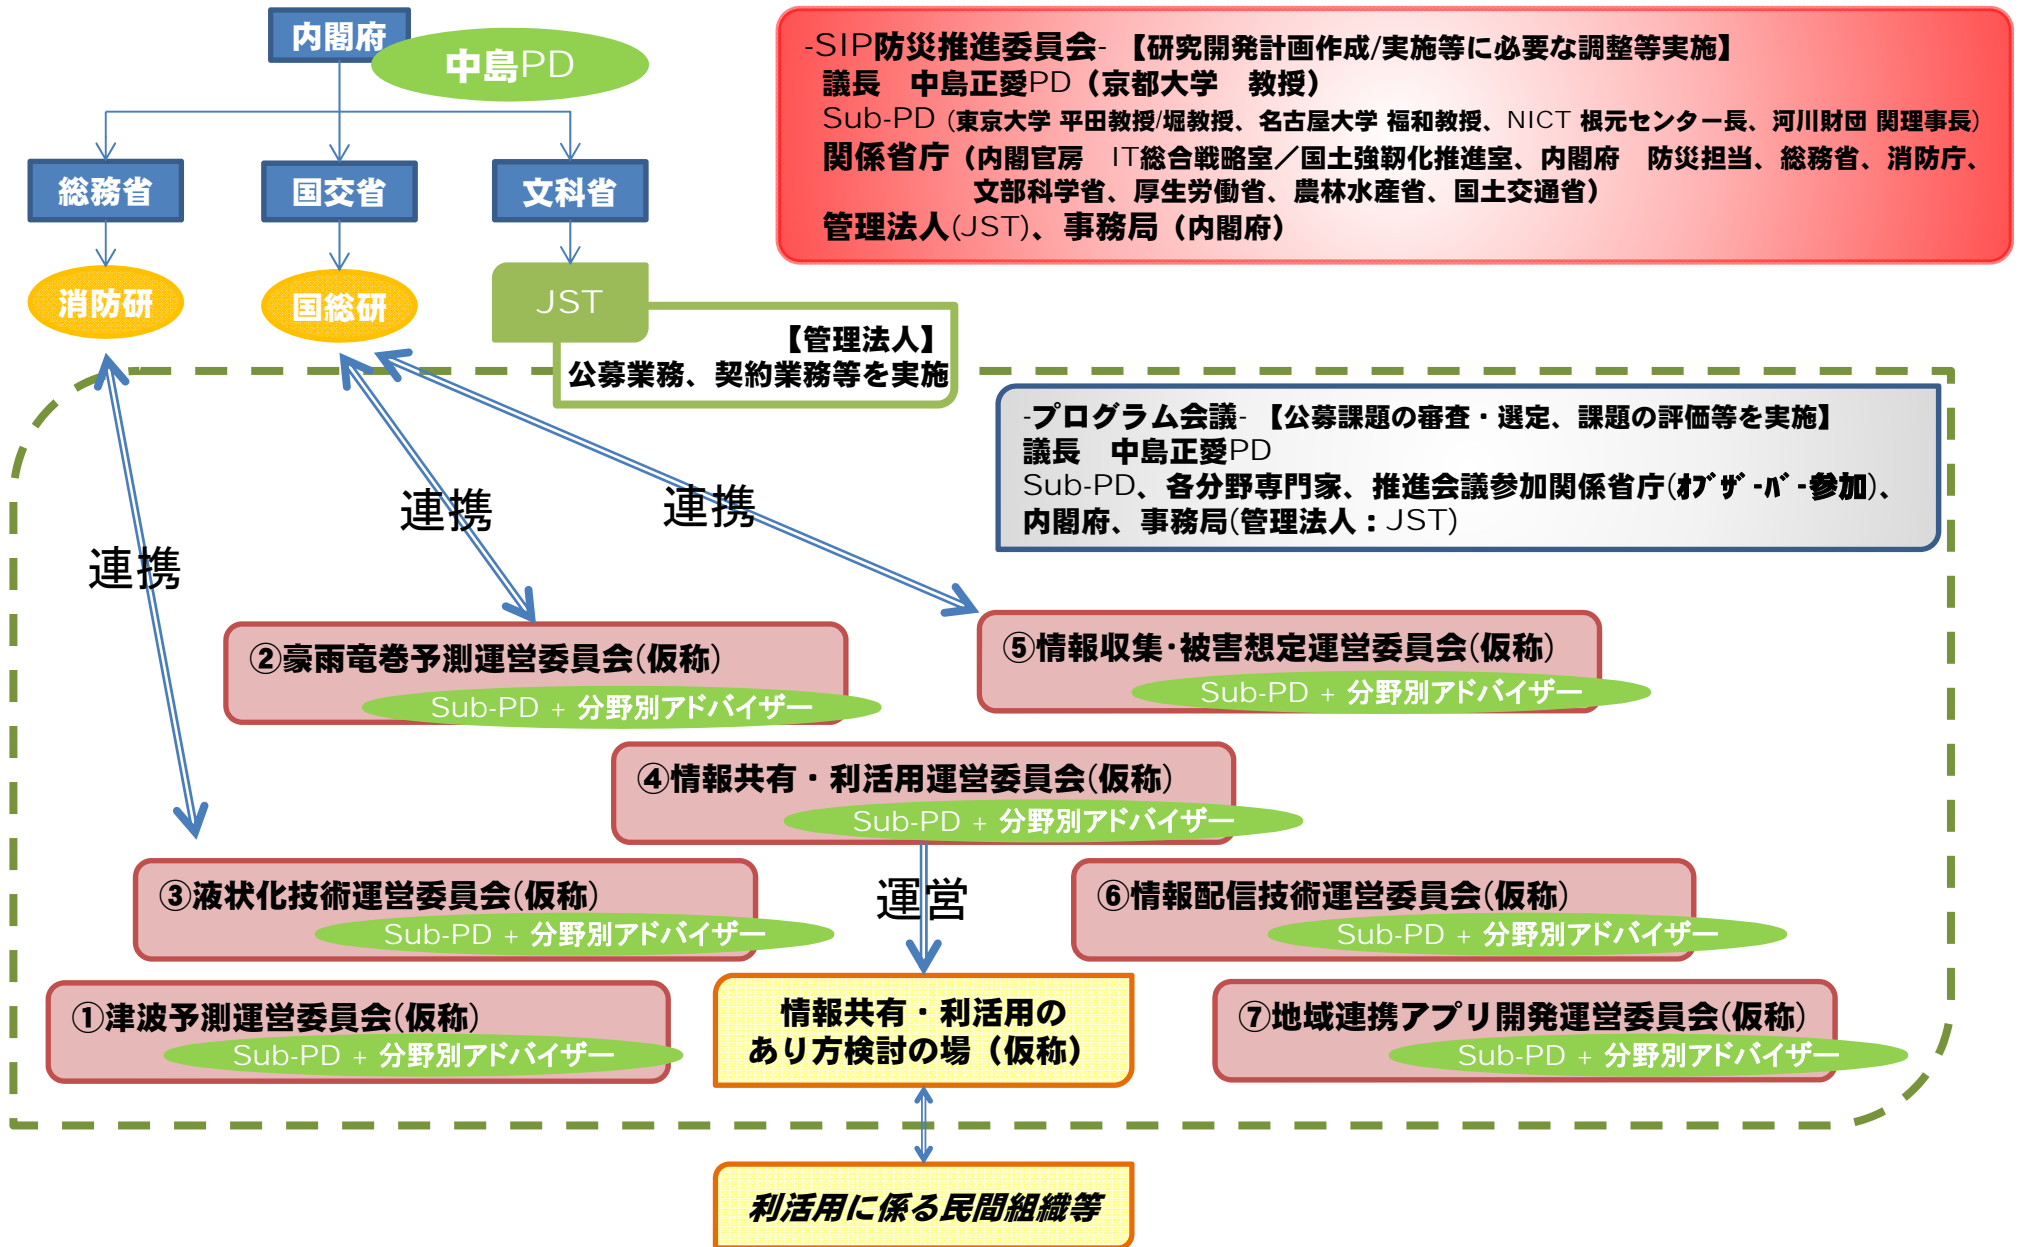 内閣府
中島PD
-SIP防災推進委員会- 【研究開発計画作成/実施等に必要な調整等実施】
議長　中島正愛PD（京都大学　教授）
Sub-PD（東京大学 平田教授/堀教授、名古屋大学 福和教授、NICT 根元センター長、河川財団 関理事長）
関係省庁（内閣官房　IT総合戦略室／国土強靭化推進室、内閣府　防災担当、総務省、消防庁、
文部科学省、厚生労働省、農林水産省、国土交通省）
管理法人(JST)、事務局（内閣府）
総務省
国交省
文科省
消防研
国総研
JST
【管理法人】
公募業務、契約業務等を実施
-プログラム会議- 【公募課題の審査・選定、課題の評価等を実施】
議長　中島正愛PD
Sub-PD、各分野専門家、推進会議参加関係省庁(ｵﾌﾞｻﾞｰﾊﾞｰ参加)、
内閣府、事務局(管理法人：JST)
連携
連携
連携
②豪雨竜巻予測運営委員会(仮称)
Sub-PD + 分野別アドバイザー
⑤情報収集･被害想定運営委員会(仮称)
Sub-PD + 分野別アドバイザー
④情報共有・利活用運営委員会(仮称)
Sub-PD + 分野別アドバイザー
③液状化技術運営委員会(仮称)
Sub-PD + 分野別アドバイザー
運営
⑥情報配信技術運営委員会(仮称)
Sub-PD + 分野別アドバイザー
①津波予測運営委員会(仮称)
Sub-PD + 分野別アドバイザー
情報共有・利活用の
あり方検討の場（仮称）
⑦地域連携アプリ開発運営委員会(仮称)
Sub-PD + 分野別アドバイザー
利活用に係る民間組織等